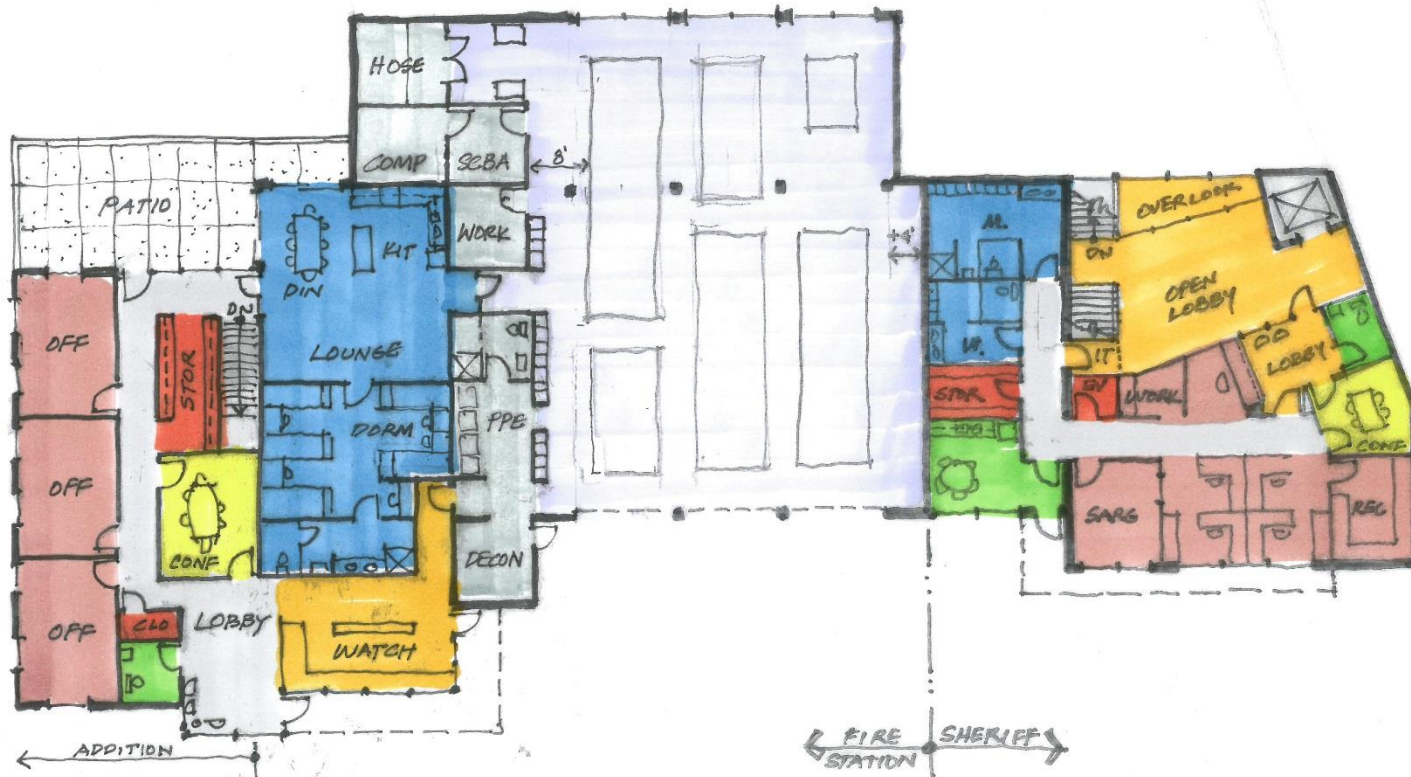 HOSE
COMP
SCBA
8'
PATIO
WORK
KIT
DIN
DN
OFF
STOR
LOUNGE
DORM
PPE
OFF
CONF
DECON
OFF
CLO
LOBBY
WATCH
ADDITION
M.
4'
W.
STOR
OVERLOOK
DN
OPEN
LOBBY
IT
LOBBY
EV
WORK
CONF
SARG
REC
FIRE
STATION
SHERIFF